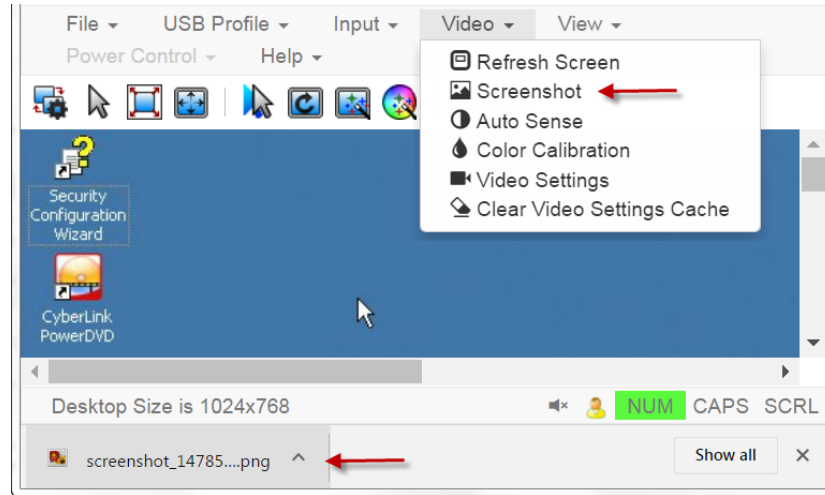 File USB Profile Input Video View
Power Control Help
Refresh Screen
Screenshot
Auto Sense
Color Calibration
Video Settings
Clear Video Settings Cache
Security
Configuration
Wizard
CyberLink
PowerDVD
Desktop Size is 1024x768 NUM CAPS SCRL
screenshot_14785....png Show all